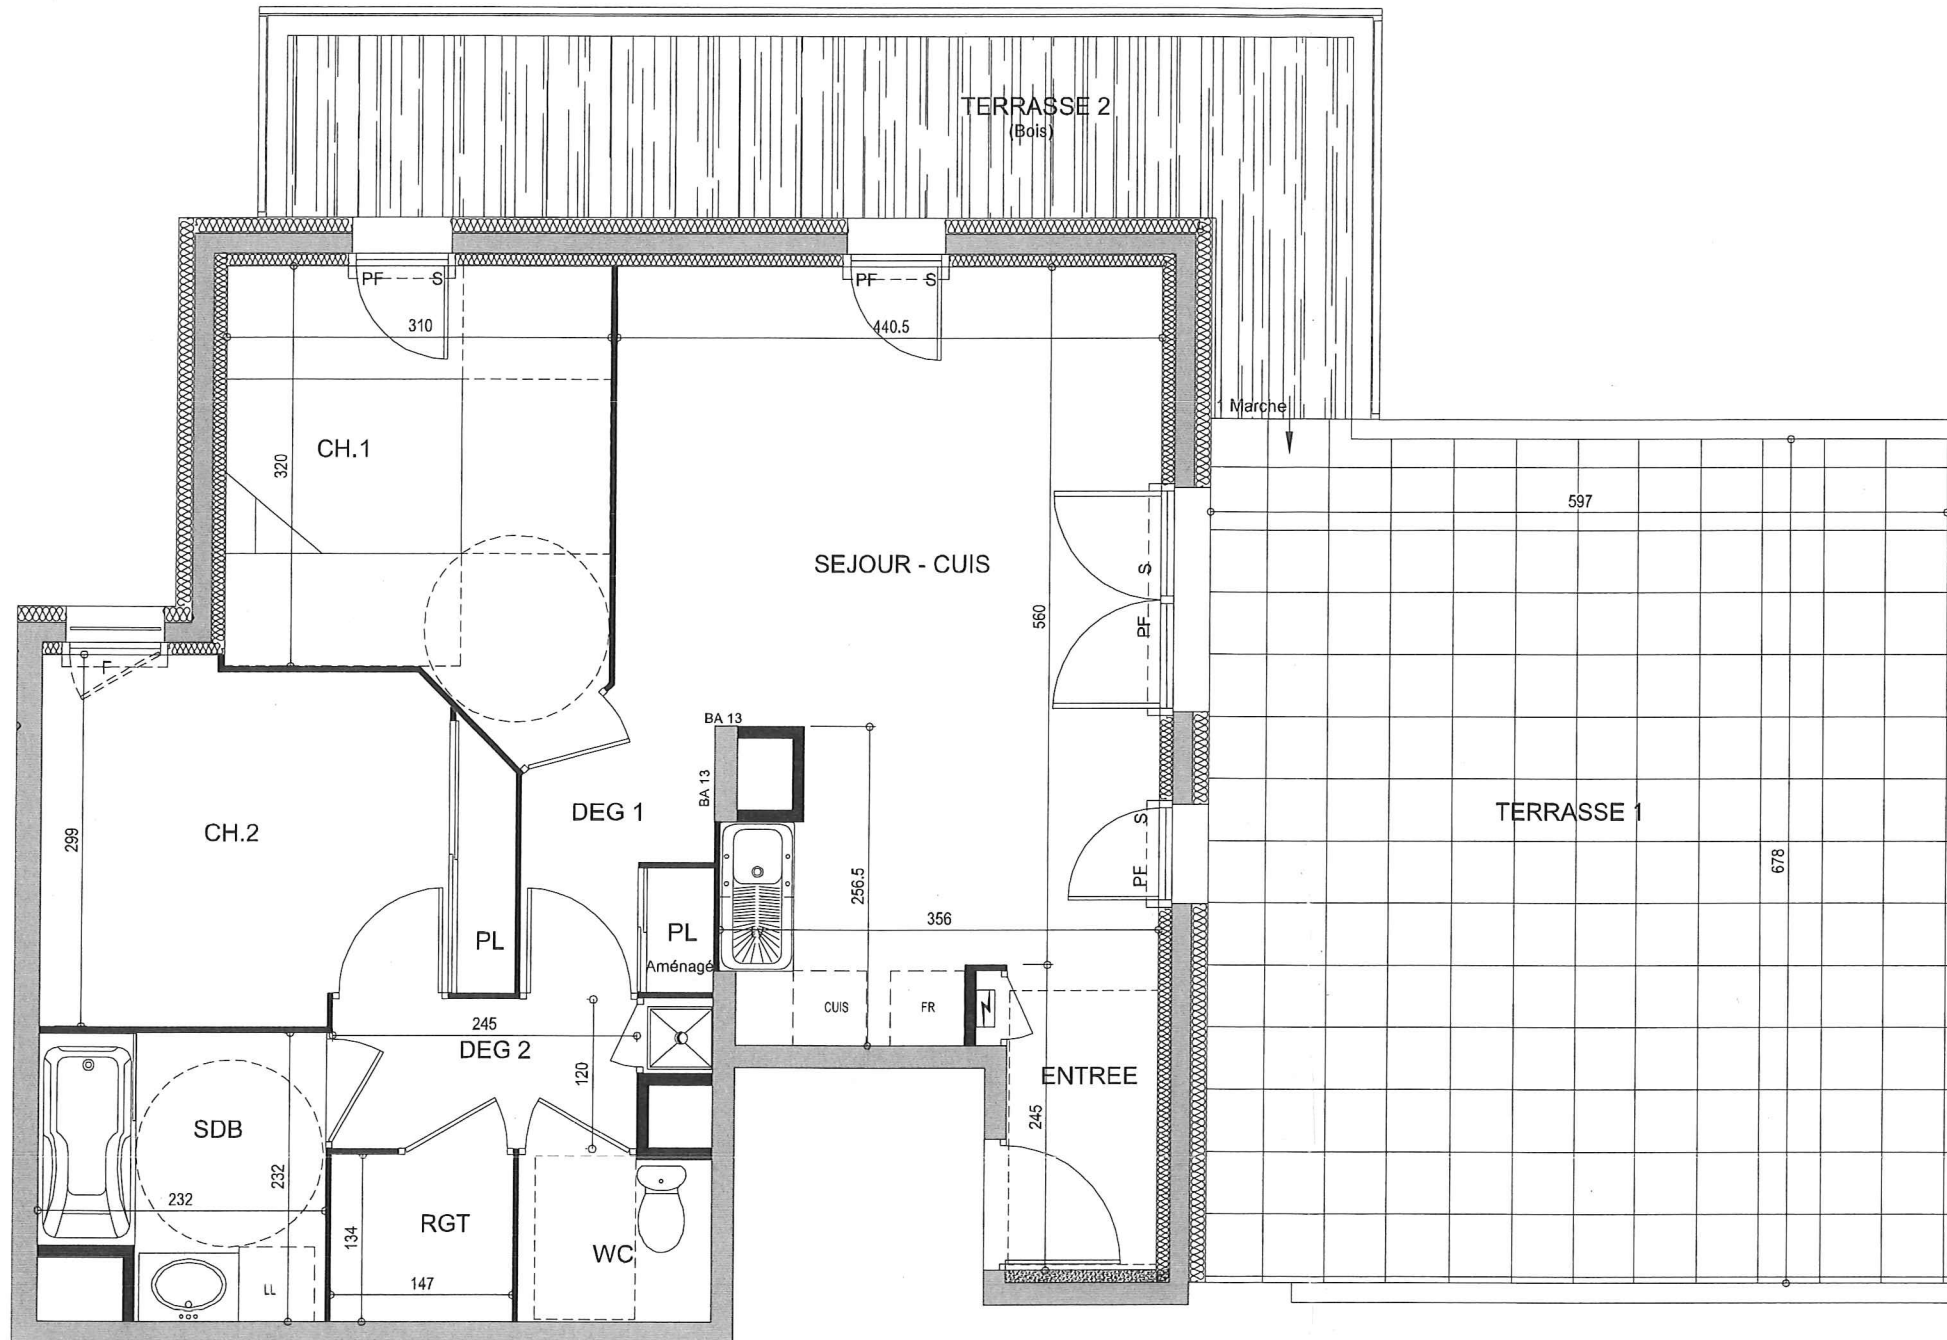 TERRASSE 2
(Bois)
PF S
PF S
310
440.5
1 Marche
CH.1
320
597
SEJOUR - CUIS
S
PF
560
F
BA 13
BA 13
DEG 1
TERRASSE 1
S
PF
CH.2
299
256.5
678
356
PL
PL
Aménagé
CUIS
FR
245
DEG 2
120
ENTREE
245
SDB
232
232
134
RGT
WC
147
LL